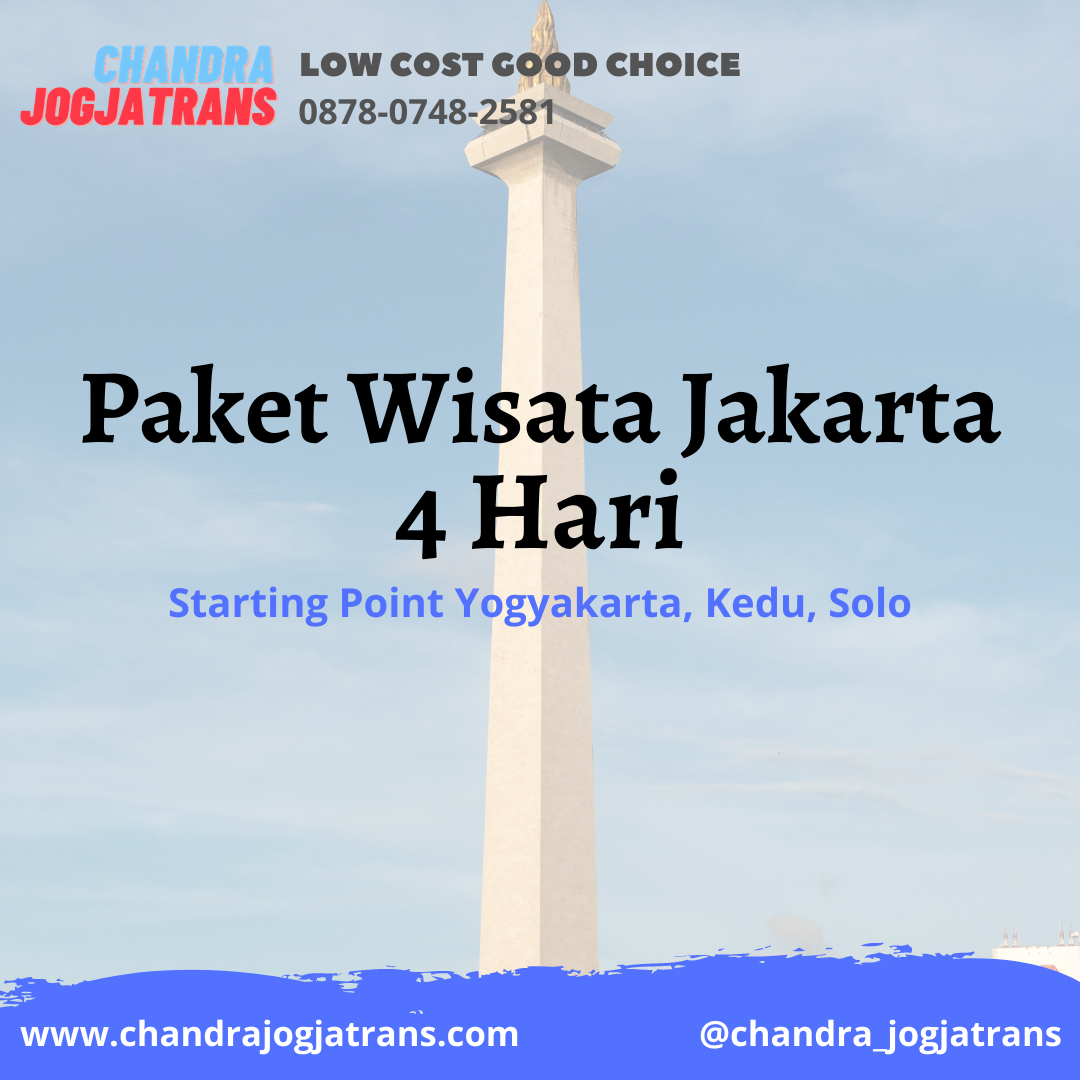 CHANDRA
JOGJATRANS
LOW COST GOOD CHOICE
0878-0748-2581
Paket Wisata Jakarta
4 Hari
Starting Point Yogyakarta, Kedu, Solo
www.chandrajogjatrans.com
@chandra_jogjatrans